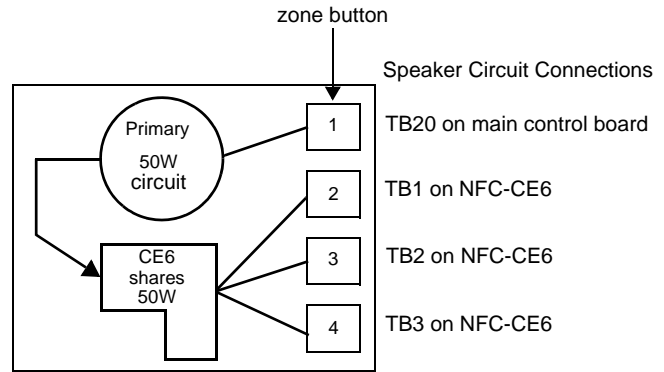 zone button
Speaker Circuit Connections
Primary
50W
circuit
1
TB20 on main control board
2
TB1 on NFC-CE6
CE6
shares
50W
3
TB2 on NFC-CE6
4
TB3 on NFC-CE6